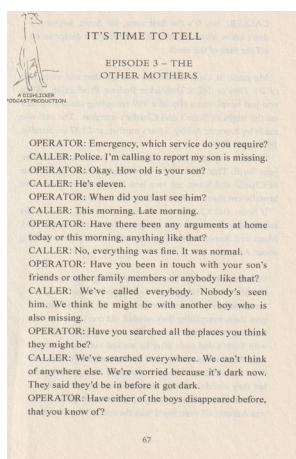 IT'S TIME TO TELL
EPISODE 3 – THE
OTHER MOTHERS
A DISHLICKER
PODCAST PRODUCTION
OPERATOR: Emergency, which service do you require?
CALLER: Police. I'm calling to report my son is missing.
OPERATOR: Okay. How old is your son?
CALLER: He's eleven.
OPERATOR: When did you last see him?
CALLER: This morning. Late morning.
OPERATOR: Have there been any arguments at home
today or this morning, anything like that?
CALLER: No, everything was fine. It was normal.
OPERATOR: Have you been in touch with your son's
friends or other family members or anybody like that?
CALLER: We've called everybody. Nobody's seen
him. We think he might be with another boy who is
also missing.
OPERATOR: Have you searched all the places you think
they might be?
CALLER: We've searched everywhere. We can't think
of anywhere else. We're worried because it's dark now.
They said they'd be in before it got dark.
OPERATOR: Have either of the boys disappeared before,
that you know of?
67